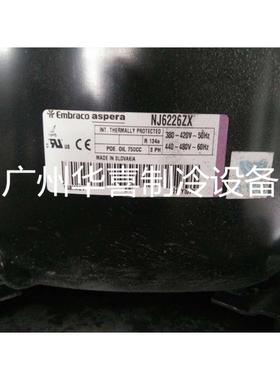 Embraco aspera NJ6226ZX
INT. THERMALLY PROTECTED 380-420V~50Hz
R 134a 440-480V~60Hz
POE. OIL 750CC 3 PH
MADE IN SLOVAKIA
广州华喜制冷设备